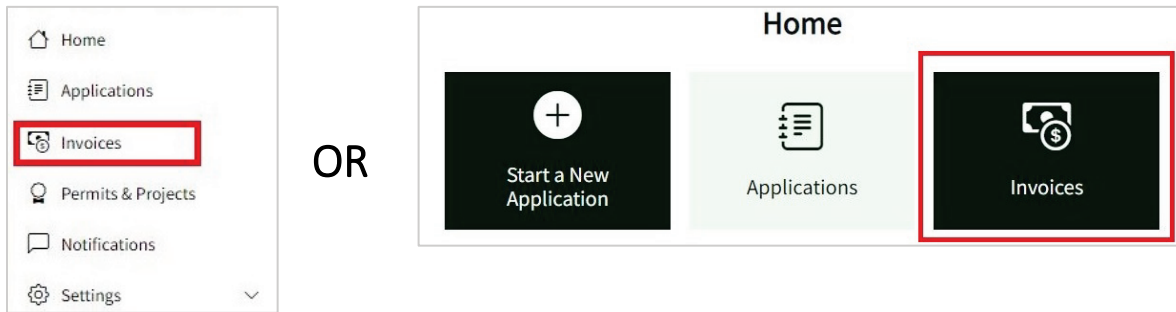 Home
Applications
Invoices
Permits & Projects
Notifications
Settings
OR
Home
Start a New
Application
Applications
Invoices